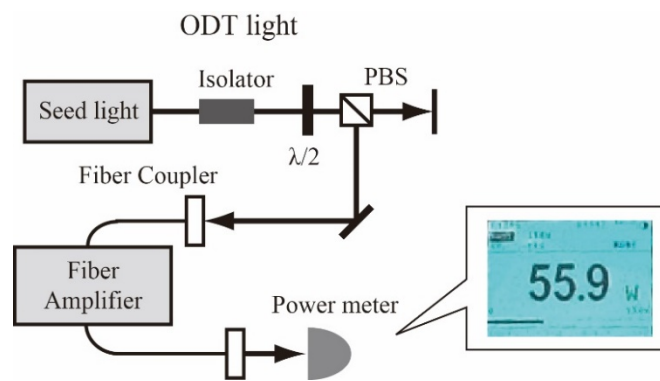 ODT light
Isolator
PBS
Seed light
λ/2
Fiber Coupler
Fiber
Amplifier
Power meter
55.9 W